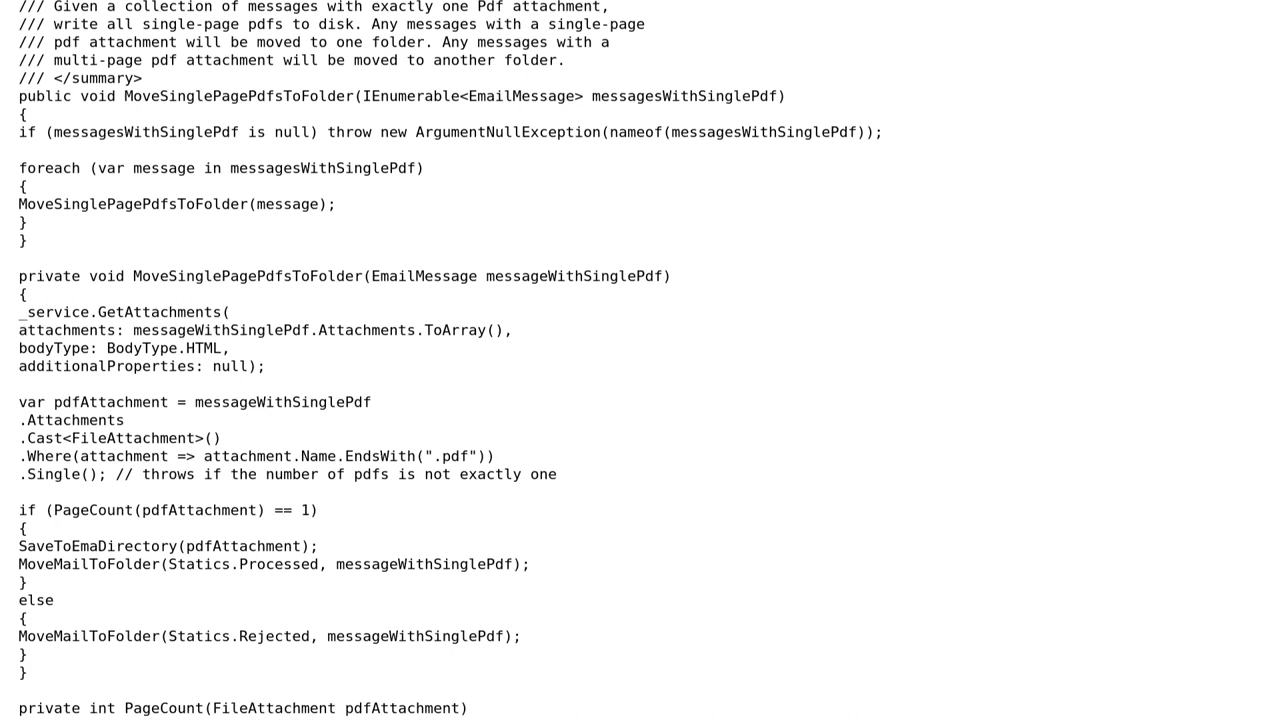 /// Given a collection of messages with exactly one Pdf attachment,
/// write all single-page pdfs to disk. Any messages with a single-page
/// pdf attachment will be moved to one folder. Any messages with a
/// multi-page pdf attachment will be moved to another folder.
/// </summary>
public void MoveSinglePagePdfsToFolder(IEnumerable<EmailMessage> messagesWithSinglePdf)
{
if (messagesWithSinglePdf is null) throw new ArgumentNullException(nameof(messagesWithSinglePdf));

foreach (var message in messagesWithSinglePdf)
{
MoveSinglePagePdfsToFolder(message);
}
}

private void MoveSinglePagePdfsToFolder(EmailMessage messageWithSinglePdf)
{
_service.GetAttachments(
attachments: messageWithSinglePdf.Attachments.ToArray(),
bodyType: BodyType.HTML,
additionalProperties: null);

var pdfAttachment = messageWithSinglePdf
.Attachments
.Cast<FileAttachment>()
.Where(attachment => attachment.Name.EndsWith(".pdf"))
.Single(); // throws if the number of pdfs is not exactly one

if (PageCount(pdfAttachment) == 1)
{
SaveToEmaDirectory(pdfAttachment);
MoveMailToFolder(Statics.Processed, messageWithSinglePdf);
}
else
{
MoveMailToFolder(Statics.Rejected, messageWithSinglePdf);
}
}

private int PageCount(FileAttachment pdfAttachment)